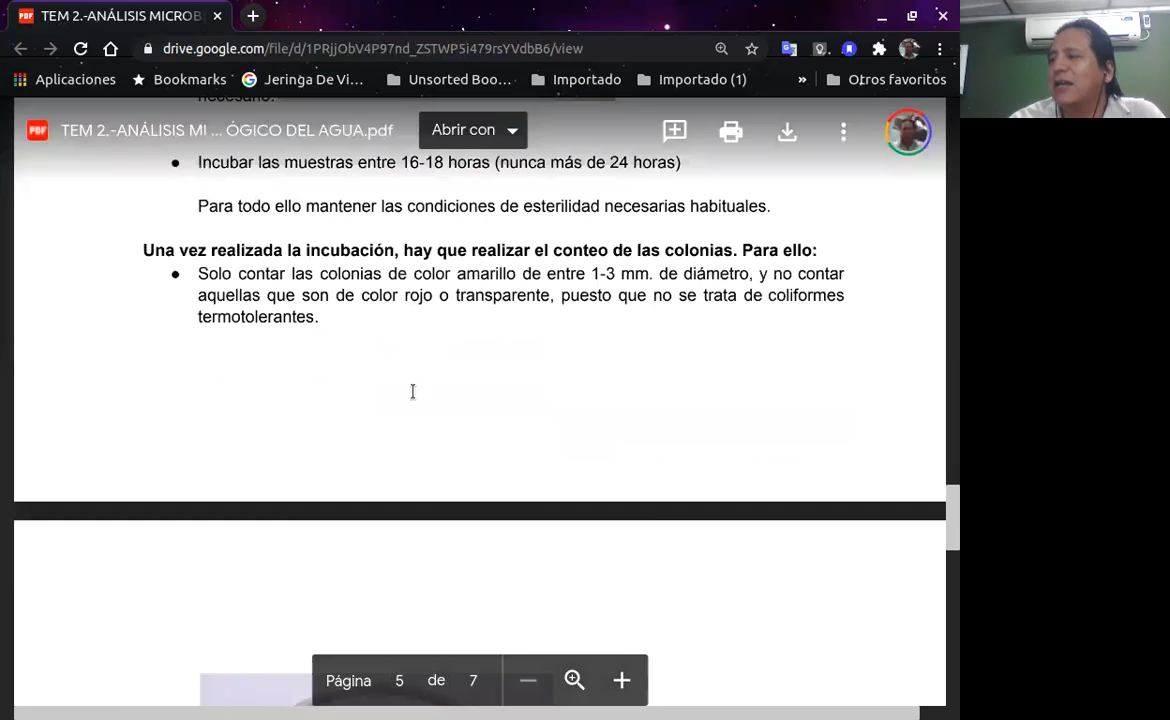 TEM 2.-ANÁLISIS MICROB
drive.google.com/file/d/1PRjjObV4P97nd_ZSTWP5i479rsYVdbB6/view
Aplicaciones Bookmarks Jeringa De Vi... Unsorted Boo... Importado Importado (1) » Otros favoritos
necesario.
PDF TEM 2.-ANÁLISIS MI ... ÓGICO DEL AGUA.pdf Abrir con
● Incubar las muestras entre 16-18 horas (nunca más de 24 horas)
Para todo ello mantener las condiciones de esterilidad necesarias habituales.
Una vez realizada la incubación, hay que realizar el conteo de las colonias. Para ello:
● Solo contar las colonias de color amarillo de entre 1-3 mm. de diámetro, y no contar
aquellas que son de color rojo o transparente, puesto que no se trata de coliformes
termotolerantes.
Página 5 de 7